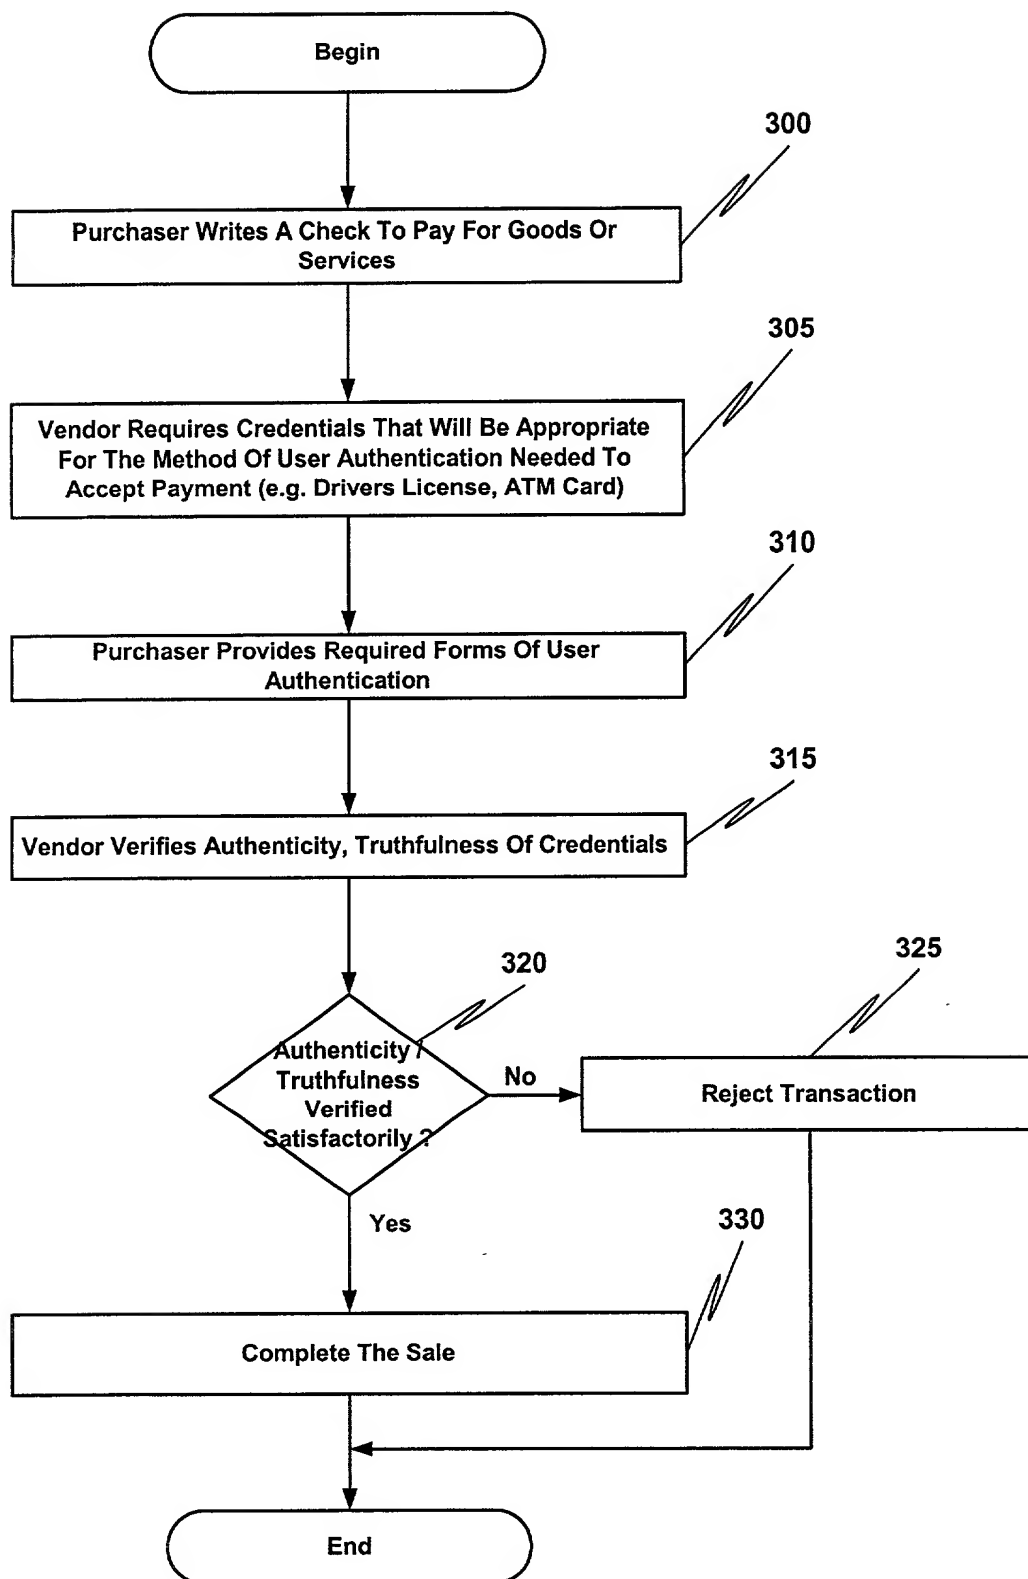 Begin
300
Purchaser Writes A Check To Pay For Goods Or
Services
305
Vendor Requires Credentials That Will Be Appropriate
For The Method Of User Authentication Needed To
Accept Payment (e.g. Drivers License, ATM Card)
310
Purchaser Provides Required Forms Of User
Authentication
315
Vendor Verifies Authenticity, Truthfulness Of Credentials
320
325
Authenticity /
Truthfulness
Verified
Satisfactorily ?
No
Reject Transaction
Yes
330
Complete The Sale
End